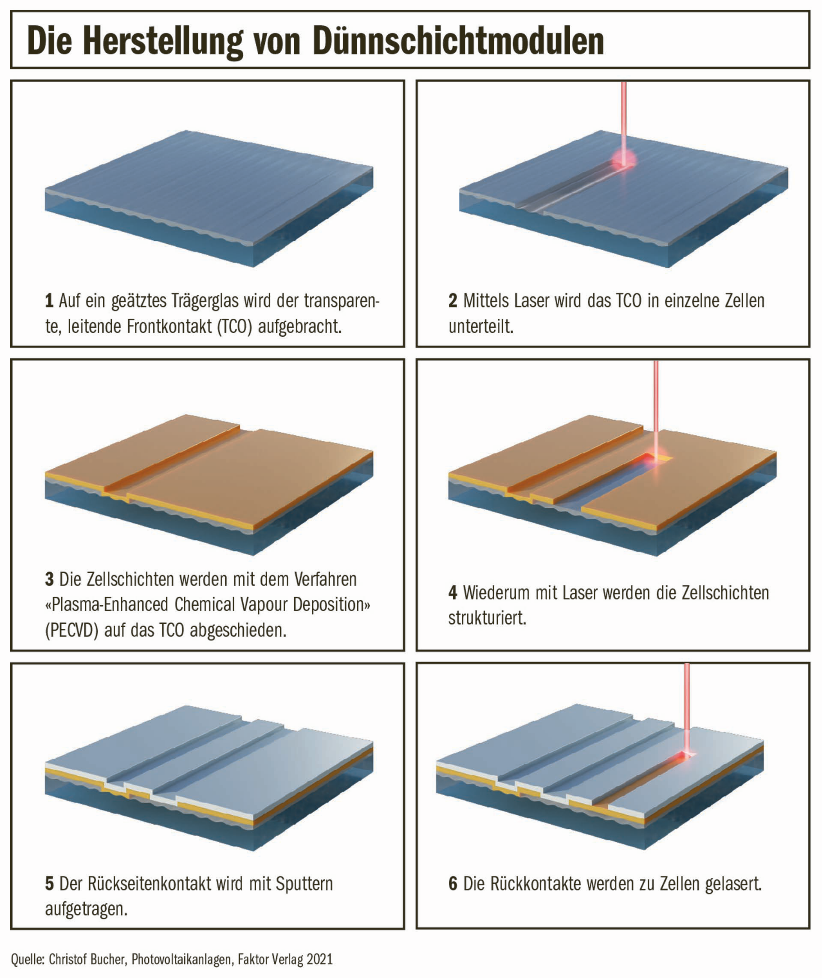 Die Herstellung von Dünnschichtmodulen
1 Auf ein geätztes Trägerglas wird der transparen-
te, leitende Frontkontakt (TCO) aufgebracht.
2 Mittels Laser wird das TCO in einzelne Zellen
unterteilt.
3 Die Zellschichten werden mit dem Verfahren
«Plasma-Enhanced Chemical Vapour Deposition»
(PECVD) auf das TCO abgeschieden.
4 Wiederum mit Laser werden die Zellschichten
strukturiert.
5 Der Rückseitenkontakt wird mit Sputtern
aufgetragen.
6 Die Rückkontakte werden zu Zellen gelasert.
Quelle: Christof Bucher, Photovoltaikanlagen, Faktor Verlag 2021